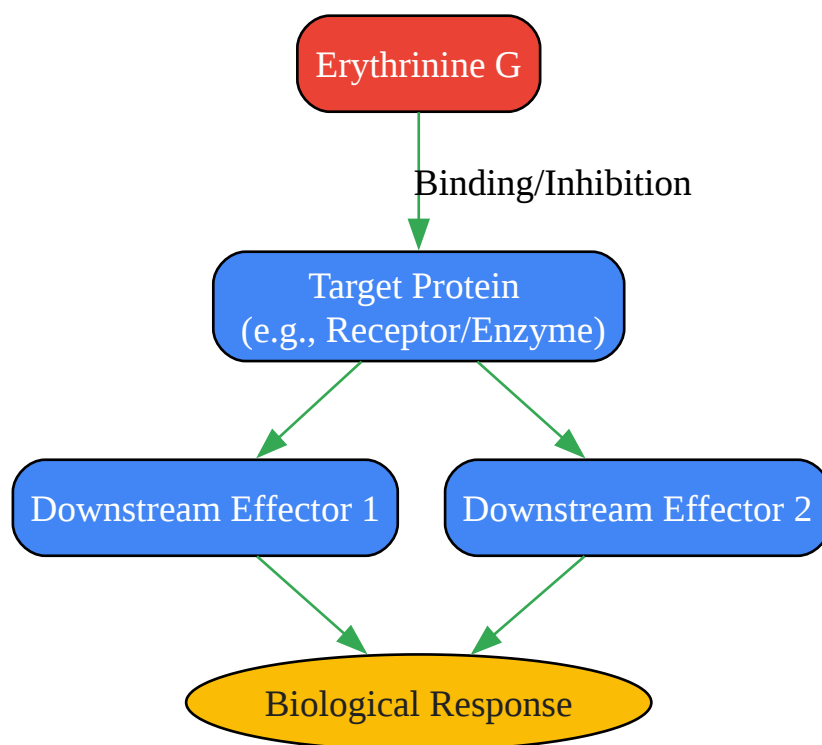 Erythrinine G
Binding/Inhibition
Target Protein
(e.g., Receptor/Enzyme)
Downstream Effector 1
Downstream Effector 2
Biological Response